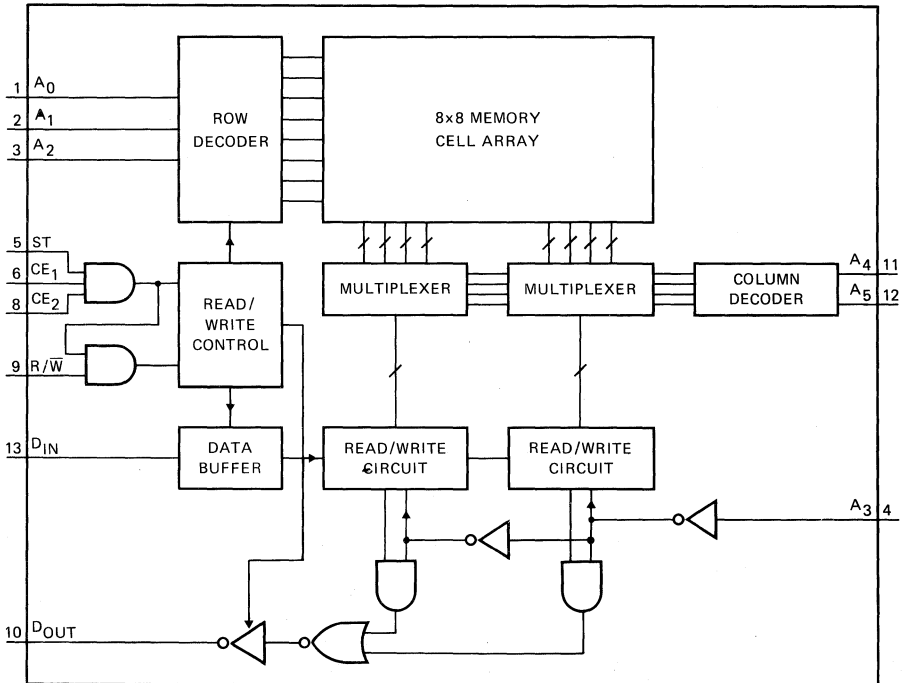 1 A0
2 A1
3 A2
ROW
DECODER
8x8 MEMORY
CELL ARRAY
5 ST
6 CE1
8 CE2
9 R/W̅
READ/
WRITE
CONTROL
MULTIPLEXER
MULTIPLEXER
COLUMN
DECODER
A4 11
A5 12
13 DIN
DATA
BUFFER
READ/WRITE
CIRCUIT
READ/WRITE
CIRCUIT
A3 4
10 DOUT